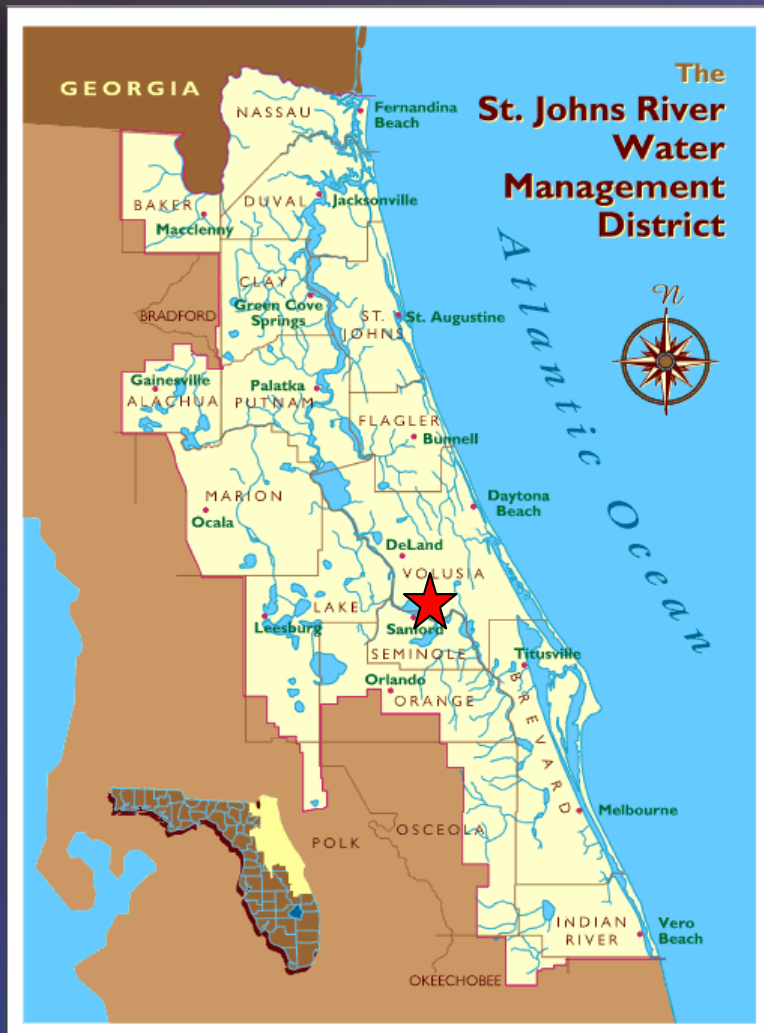 The
St. Johns River
Water
Management
District
GEORGIA
NASSAU
Fernandina
Beach
BAKER
DUVAL
Jacksonville
Macclenny
CLAY
Green Cove
Springs
BRADFORD
ST.
JOHNS
St. Augustine
N
Atlantic Ocean
Gainesville
ALACHUA
Palatka
PUTNAM
FLAGLER
Bunnell
MARION
Ocala
Daytona
Beach
DeLand
VOLUSIA
LAKE
Leesburg
Sanford
SEMINOLE
Titusville
Orlando
ORANGE
BREVARD
Melbourne
OSCEOLA
POLK
INDIAN
RIVER
Vero
Beach
OKEECHOBEE